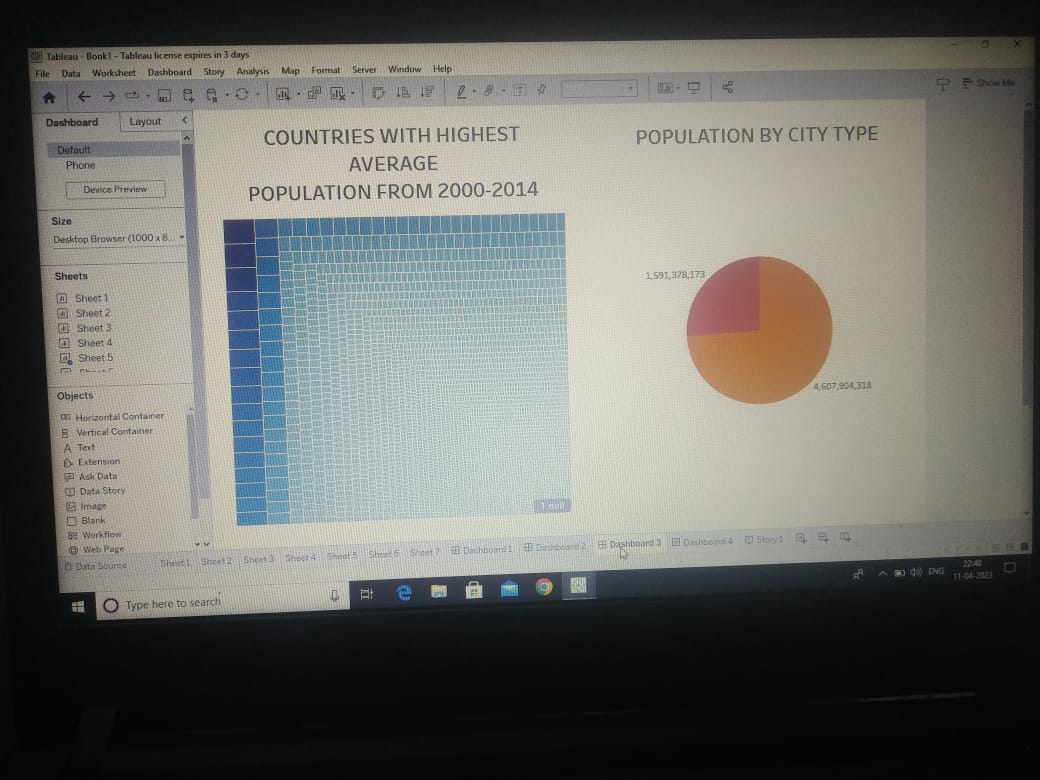 Tableau - Book1 - Tableau license expires in 3 days
File Data Worksheet Dashboard Story Analysis Map Format Server Window Help
Show Me
Dashboard Layout
Default
Phone
Device Preview
Size
Desktop Browser (1000 x 8...
Sheets
Sheet 1
Sheet 2
Sheet 3
Sheet 4
Sheet 5
Objects
Horizontal Container
Vertical Container
Text
Extension
Ask Data
Data Story
Image
Blank
Workflow
Web Page
COUNTRIES WITH HIGHEST
AVERAGE
POPULATION FROM 2000-2014
1 null
POPULATION BY CITY TYPE
1,591,378,173
4,607,904,318
Data Source Sheet 1 Sheet 2 Sheet 3 Sheet 4 Sheet 5 Sheet 6 Sheet 7 Dashboard 1 Dashboard 2 Dashboard 3 Dashboard 4 Story 1
Type here to search
ENG
22:48
11-04-2023